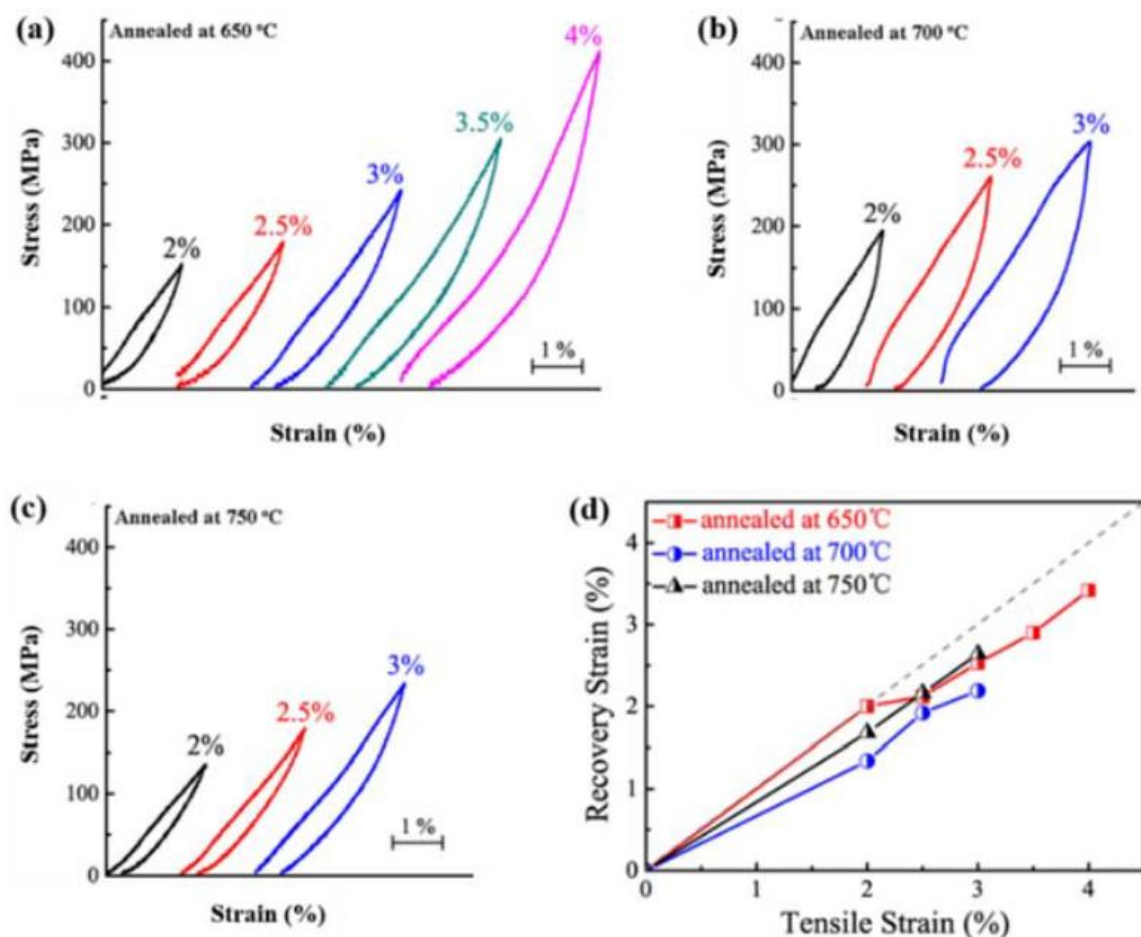 (a)
Annealed at 650 ºC
400
300
200
100
0
Stress (MPa)
2%
2.5%
3%
3.5%
4%
1 %
Strain (%)
(b)
Annealed at 700 ºC
400
300
200
100
0
Stress (MPa)
2%
2.5%
3%
1 %
Strain (%)
(c)
Annealed at 750 ºC
400
300
200
100
0
Stress (MPa)
2%
2.5%
3%
1 %
Strain (%)
(d)
annealed at 650℃
annealed at 700℃
annealed at 750℃
4
3
2
1
0
Recovery Strain (%)
0 1 2 3 4
Tensile Strain (%)